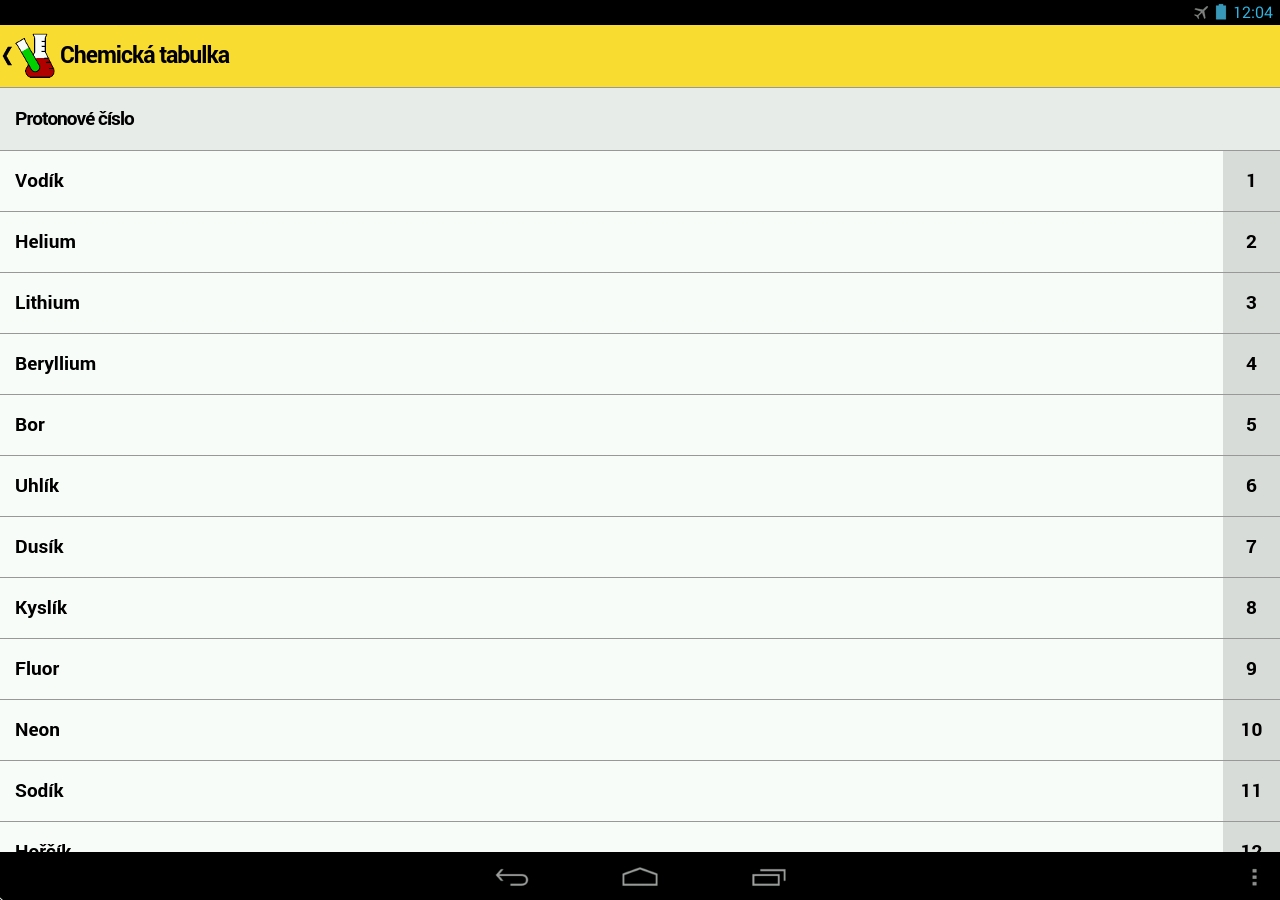 12:04
Chemická tabulka
Protonové číslo
Vodík 1
Helium 2
Lithium 3
Beryllium 4
Bor 5
Uhlík 6
Dusík 7
Kyslík 8
Fluor 9
Neon 10
Sodík 11
Hořčík 12